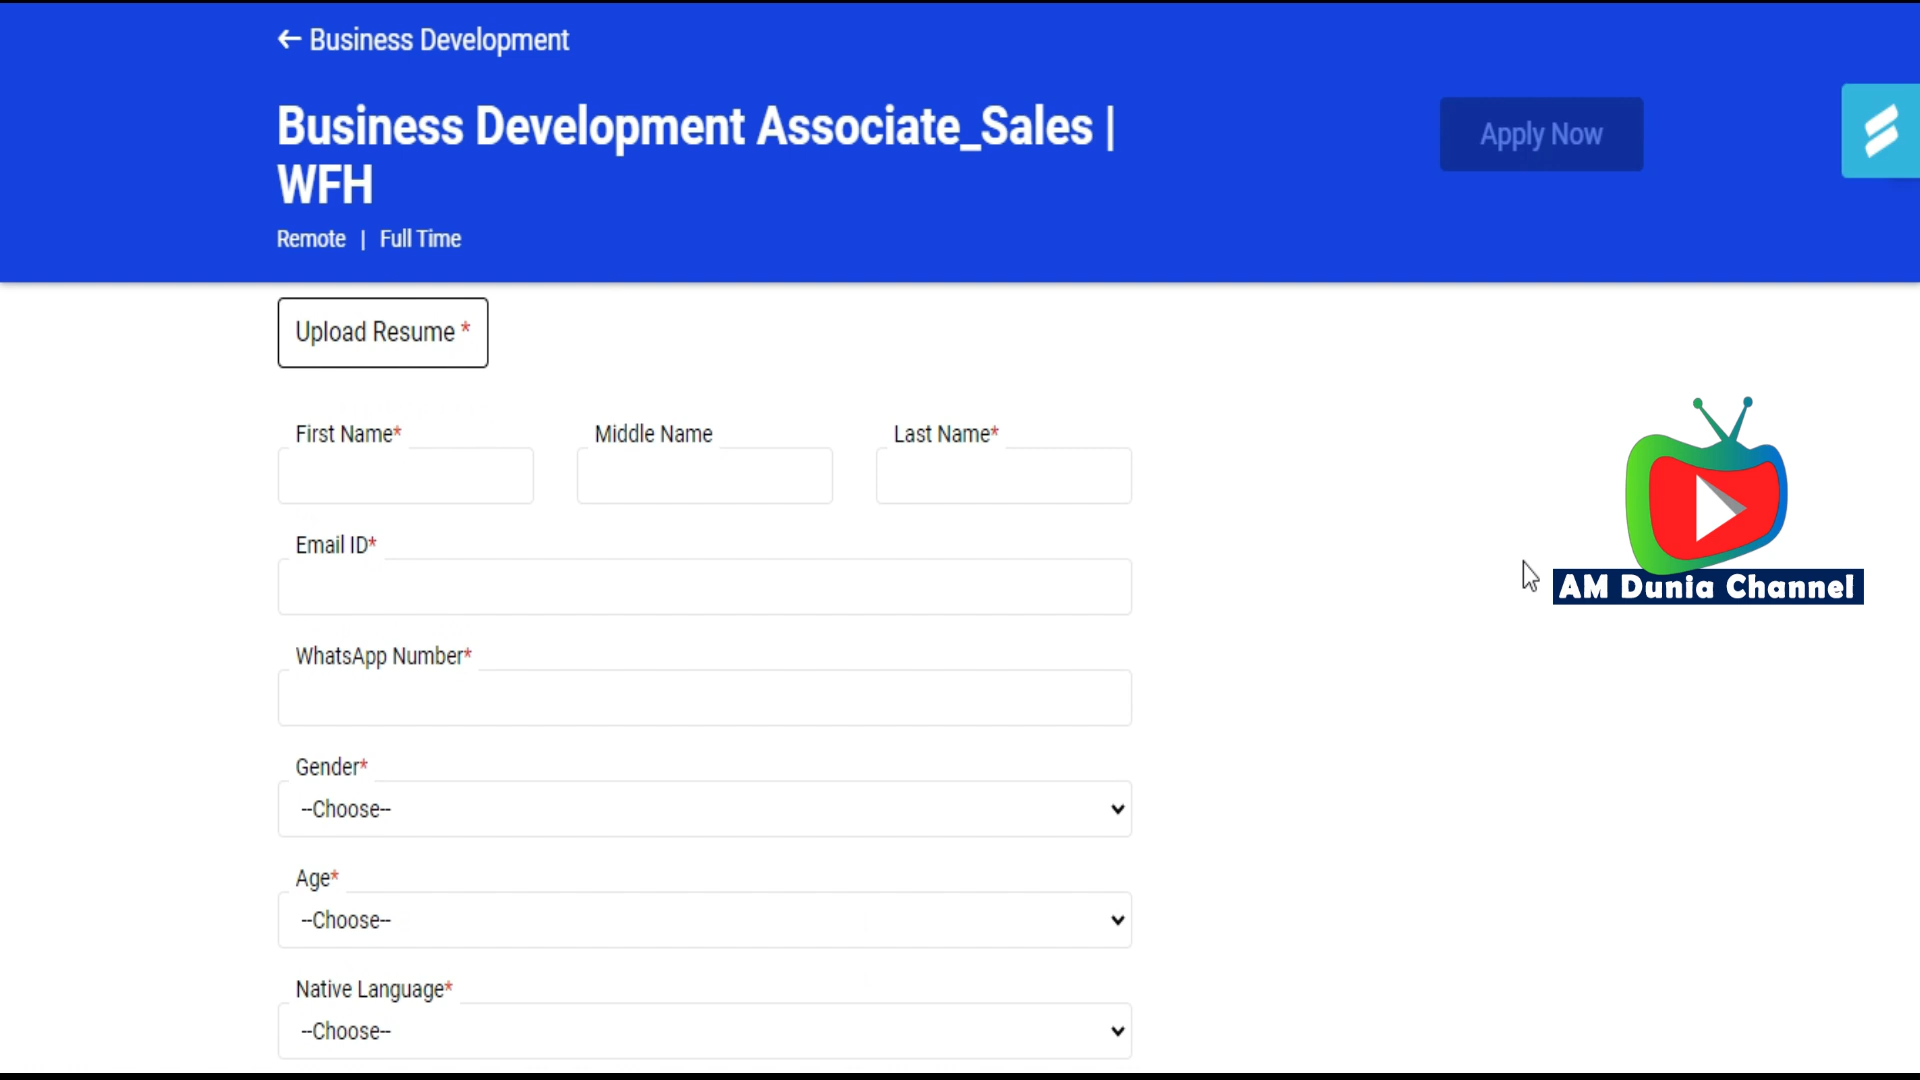 ← Business Development
Business Development Associate_Sales |
WFH
Remote | Full Time
Apply Now
Upload Resume *
First Name*
Middle Name
Last Name*
Email ID*
WhatsApp Number*
Gender*
--Choose--
Age*
--Choose--
Native Language*
--Choose--
AM Dunia Channel